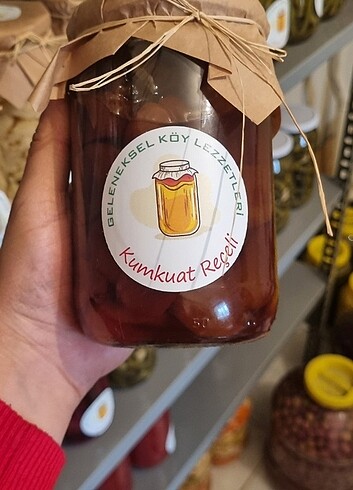 GELENEKSEL KÖY LEZZETLERİ
Kumkuat Reçeli